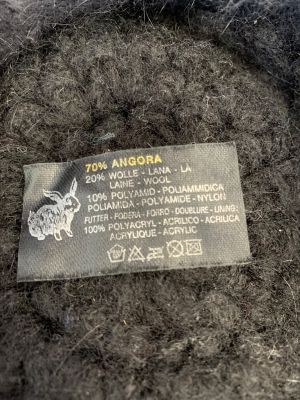 70% ANGORA
20% WOLLE - LANA - LA
LAINE - WOOL
10% POLYAMID - POLIAMMIDICA
POLIAMIDA - POLYAMIDE - NYLON
FUTTER - FODERA - FORRO - DOUBLURE - LINING:
100% POLYACRYL - ACRILICO - ACRILICA
ACRYLIQUE - ACRYLIC